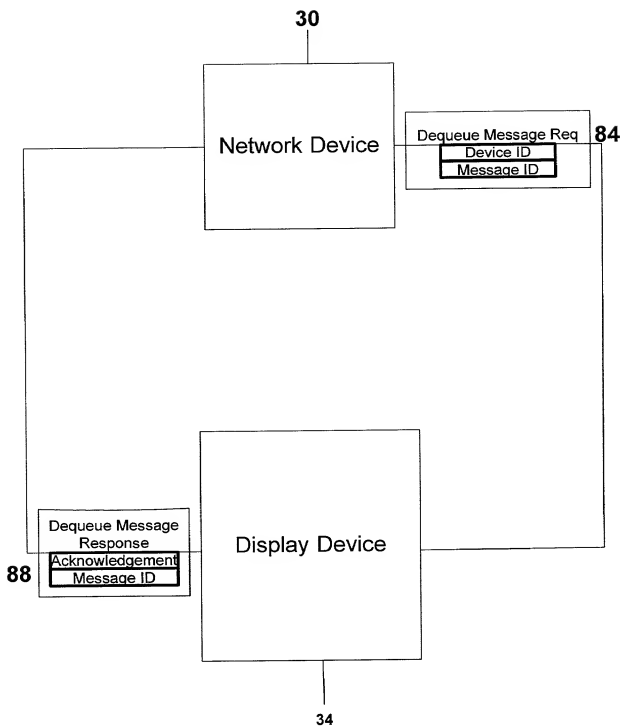 30
Network Device
Dequeue Message Req
84
Device ID
Message ID
Dequeue Message
Response
Acknowledgement
Message ID
88
Display Device
34